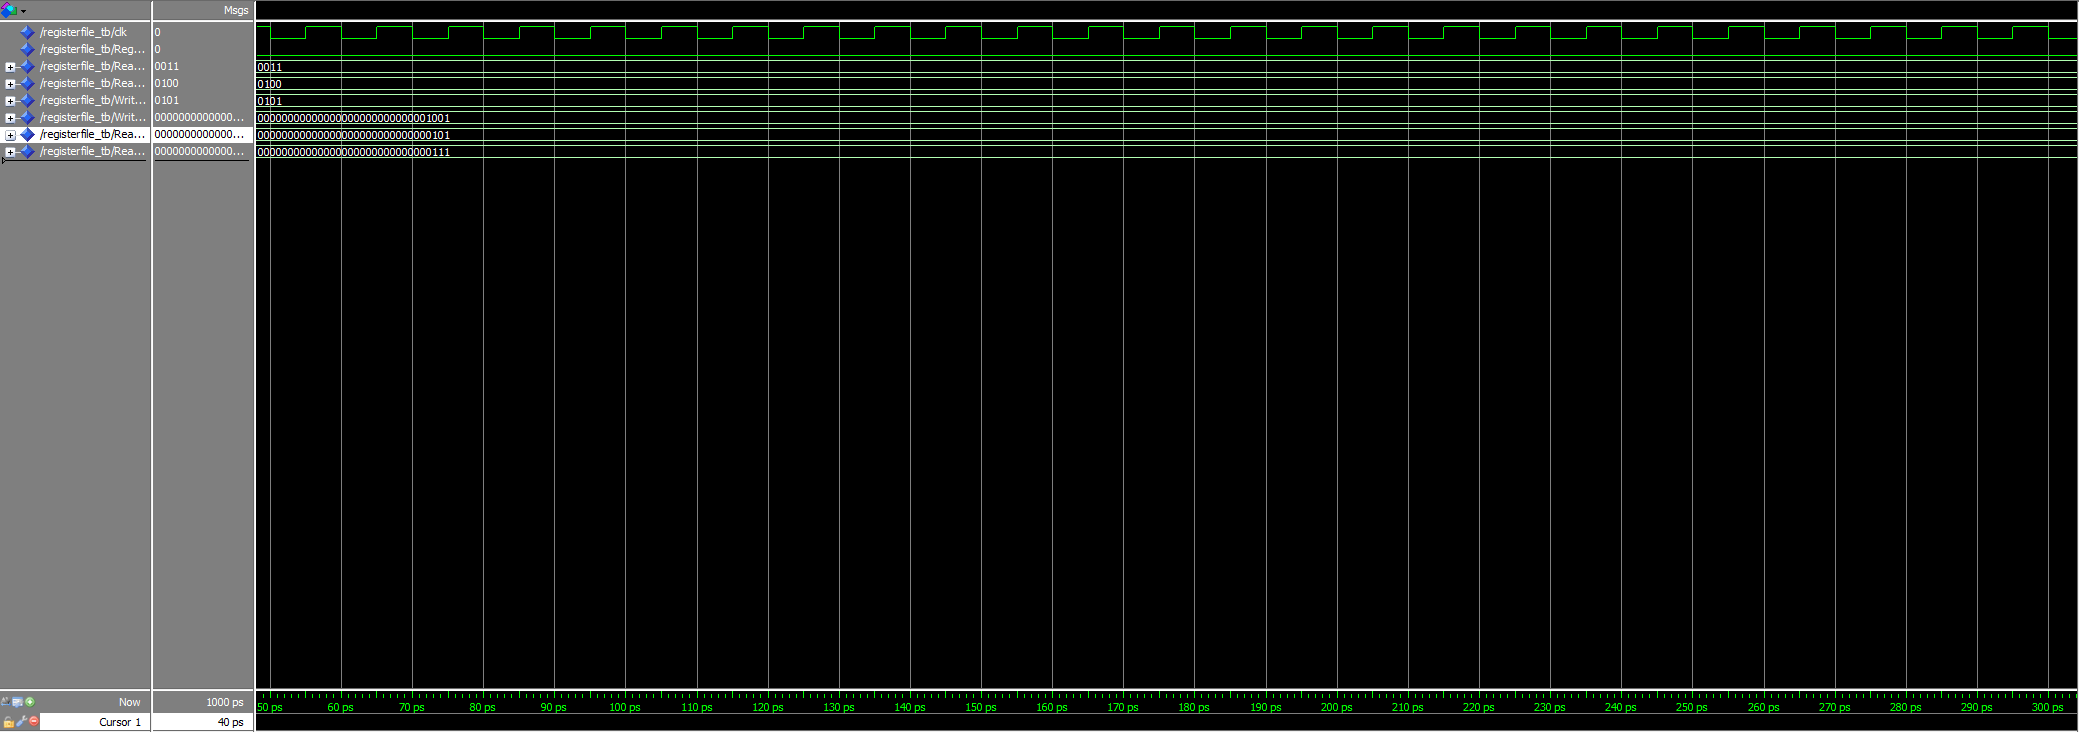 Msgs
/registerfile_tb/clk 0
/registerfile_tb/Reg... 0
/registerfile_tb/Rea... 0011 0011
/registerfile_tb/Rea... 0100 0100
/registerfile_tb/Writ... 0101 0101
/registerfile_tb/Writ... 0000000000000... 00000000000000000000000000001001
/registerfile_tb/Rea... 0000000000000... 00000000000000000000000000000101
/registerfile_tb/Rea... 0000000000000... 00000000000000000000000000000111
Now 1000 ps
50 ps 60 ps 70 ps 80 ps 90 ps 100 ps 110 ps 120 ps 130 ps 140 ps 150 ps 160 ps 170 ps 180 ps 190 ps 200 ps 210 ps 220 ps 230 ps 240 ps 250 ps 260 ps 270 ps 280 ps 290 ps 300 ps
Cursor 1 40 ps